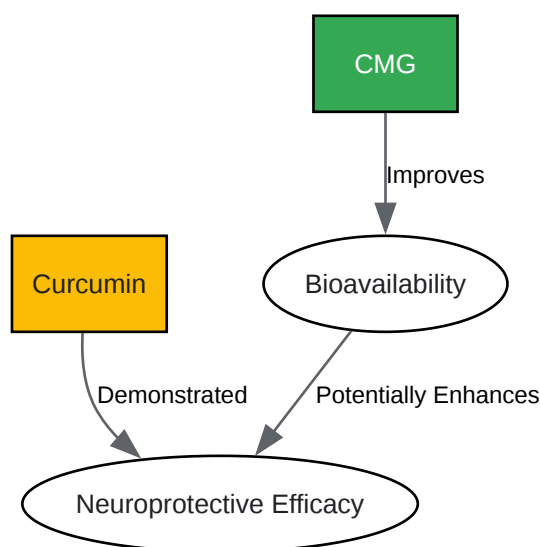 CMG
Improves
Curcumin
Bioavailability
Demonstrated
Potentially Enhances
Neuroprotective Efficacy